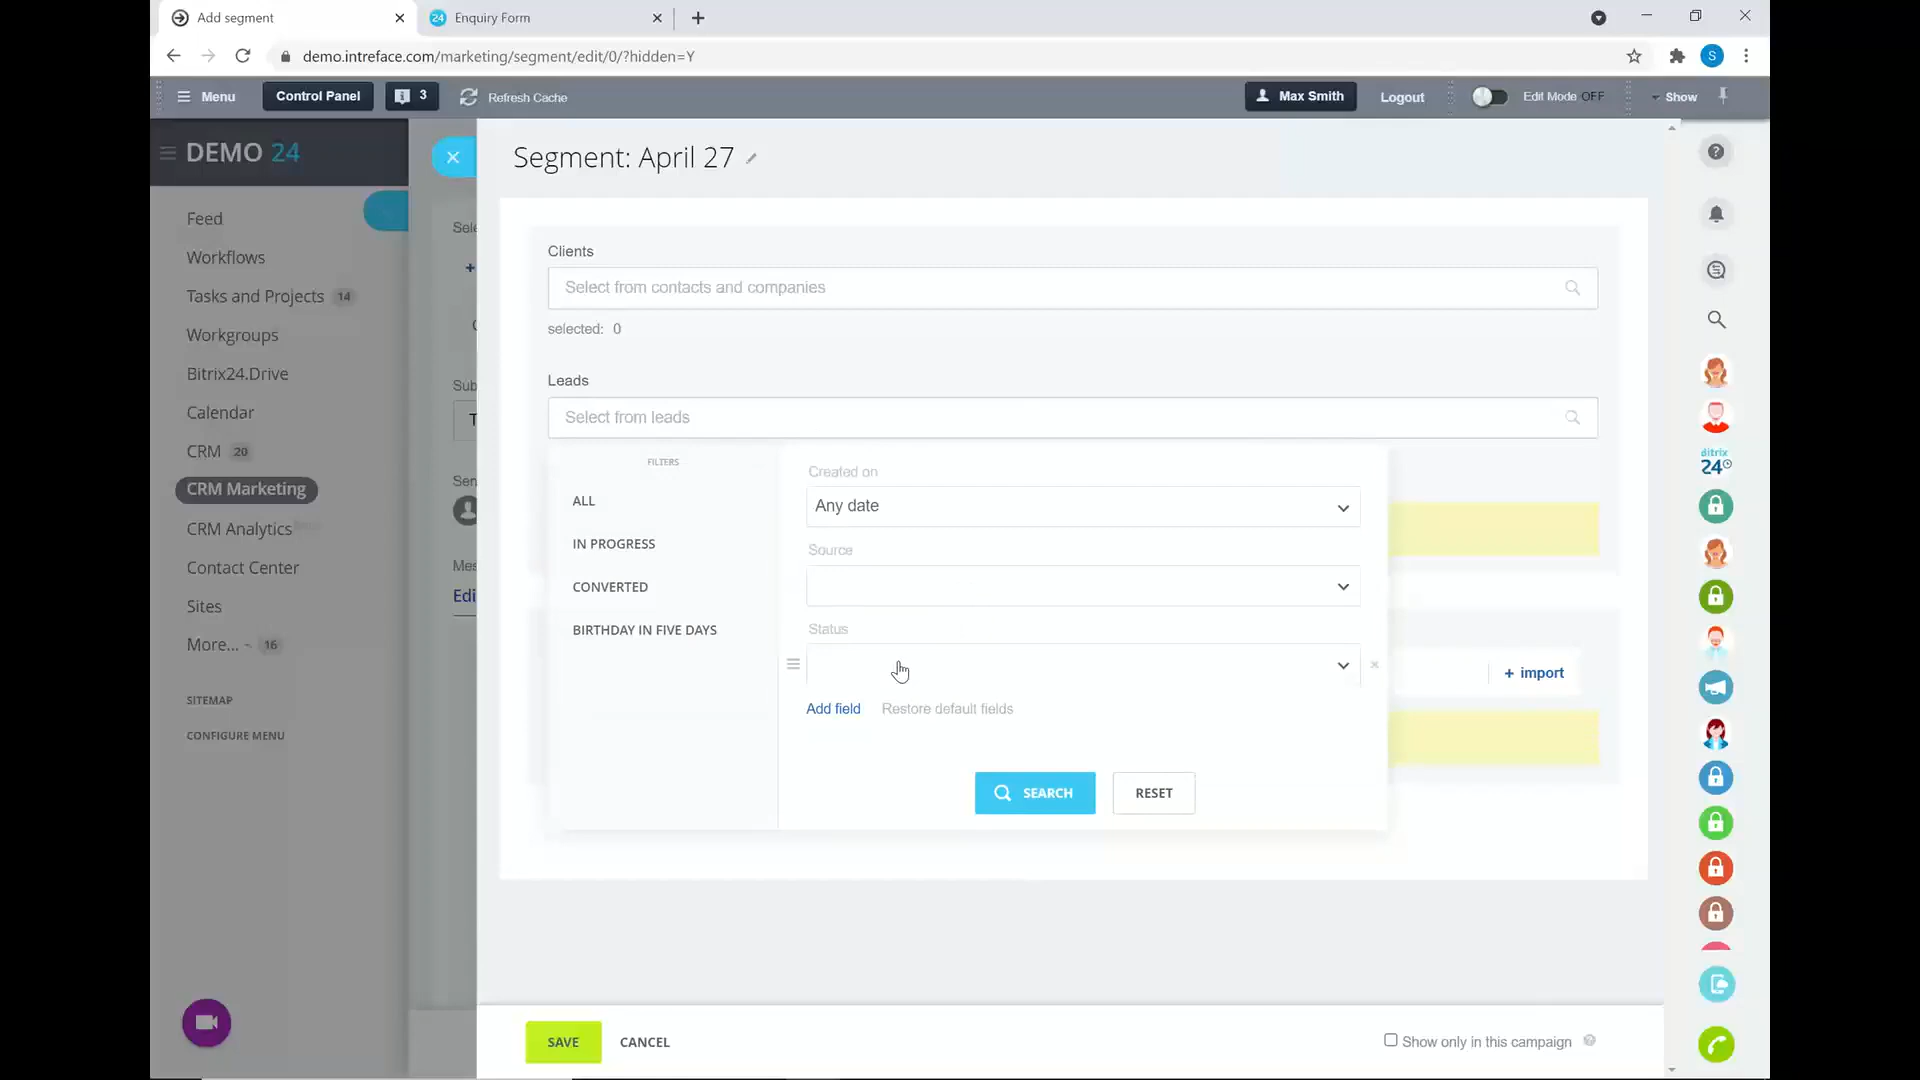 Add segment
24 Enquiry Form
demo.intreface.com/marketing/segment/edit/0/?hidden=Y
S
Menu
Control Panel
3
Refresh Cache
Max Smith
Logout
Edit Mode OFF
Show
DEMO 24
Segment: April 27
Feed
Workflows
Tasks and Projects 14
Workgroups
Bitrix24.Drive
Calendar
CRM 20
CRM Marketing
CRM Analytics
Contact Center
Sites
More... 16
SITEMAP
CONFIGURE MENU
Sele
+
Sub
T
Sen
Mes
Edi
Clients
Select from contacts and companies
selected: 0
Leads
Select from leads
FILTERS
ALL
IN PROGRESS
CONVERTED
BIRTHDAY IN FIVE DAYS
Created on
Any date
Source
Status
Add field
Restore default fields
SEARCH
RESET
+ import
bitrix
24
SAVE
CANCEL
Show only in this campaign